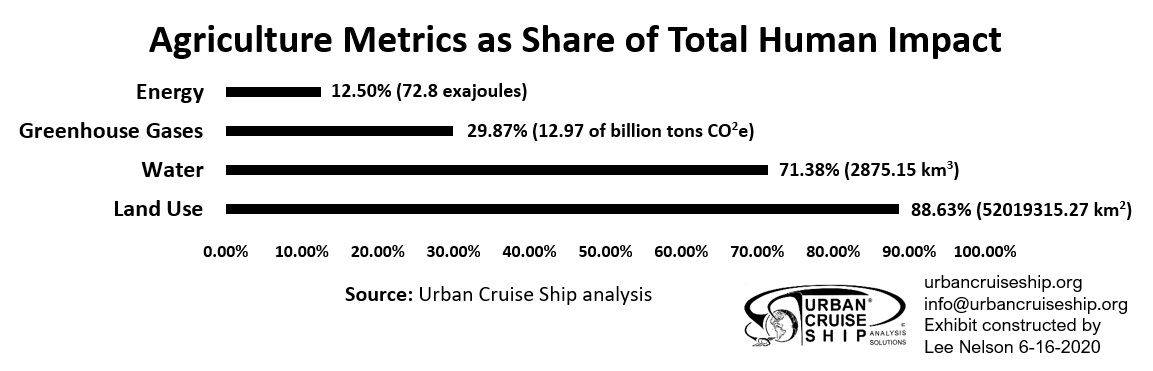 Agriculture Metrics as Share of Total Human Impact
Energy 12.50% (72.8 exajoules)
Greenhouse Gases 29.87% (12.97 of billion tons CO²e)
Water 71.38% (2875.15 km³)
Land Use 88.63% (52019315.27 km²)
0.00% 10.00% 20.00% 30.00% 40.00% 50.00% 60.00% 70.00% 80.00% 90.00% 100.00%
Source: Urban Cruise Ship analysis
URBAN®
CRUISE
SHIP
©
ANALYSIS
SOLUTIONS
urbancruiseship.org
info@urbancruiseship.org
Exhibit constructed by
Lee Nelson 6-16-2020